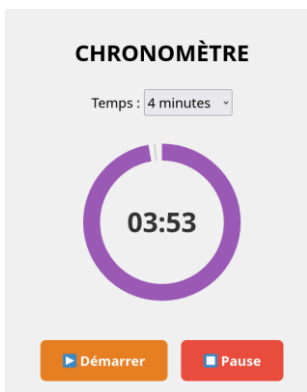 CHRONOMÈTRE
Temps : 4 minutes
03:53
▶ Démarrer
⏹ Pause